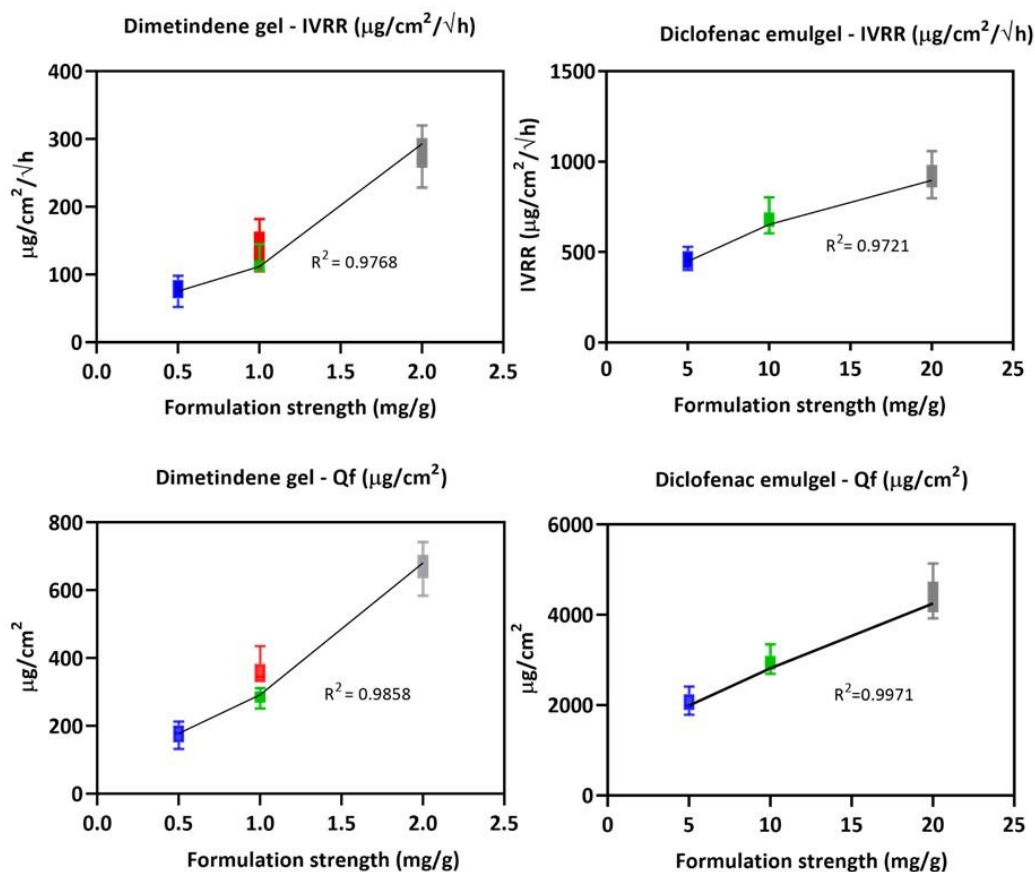 Dimetindene gel - IVRR (µg/cm²/√h)
400
300
200
100
0
µg/cm²/√h
R² = 0.9768
0.0 0.5 1.0 1.5 2.0 2.5
Formulation strength (mg/g)
Diclofenac emulgel - IVRR (µg/cm²/√h)
1500
1000
500
0
IVRR (µg/cm²/√h)
R² = 0.9721
0 5 10 15 20 25
Formulation strength (mg/g)
Dimetindene gel - Qf (µg/cm²)
800
600
400
200
0
µg/cm²
R² = 0.9858
0.0 0.5 1.0 1.5 2.0 2.5
Formulation strength (mg/g)
Diclofenac emulgel - Qf (µg/cm²)
6000
4000
2000
0
µg/cm²
R²=0.9971
0 5 10 15 20 25
Formulation strength (mg/g)